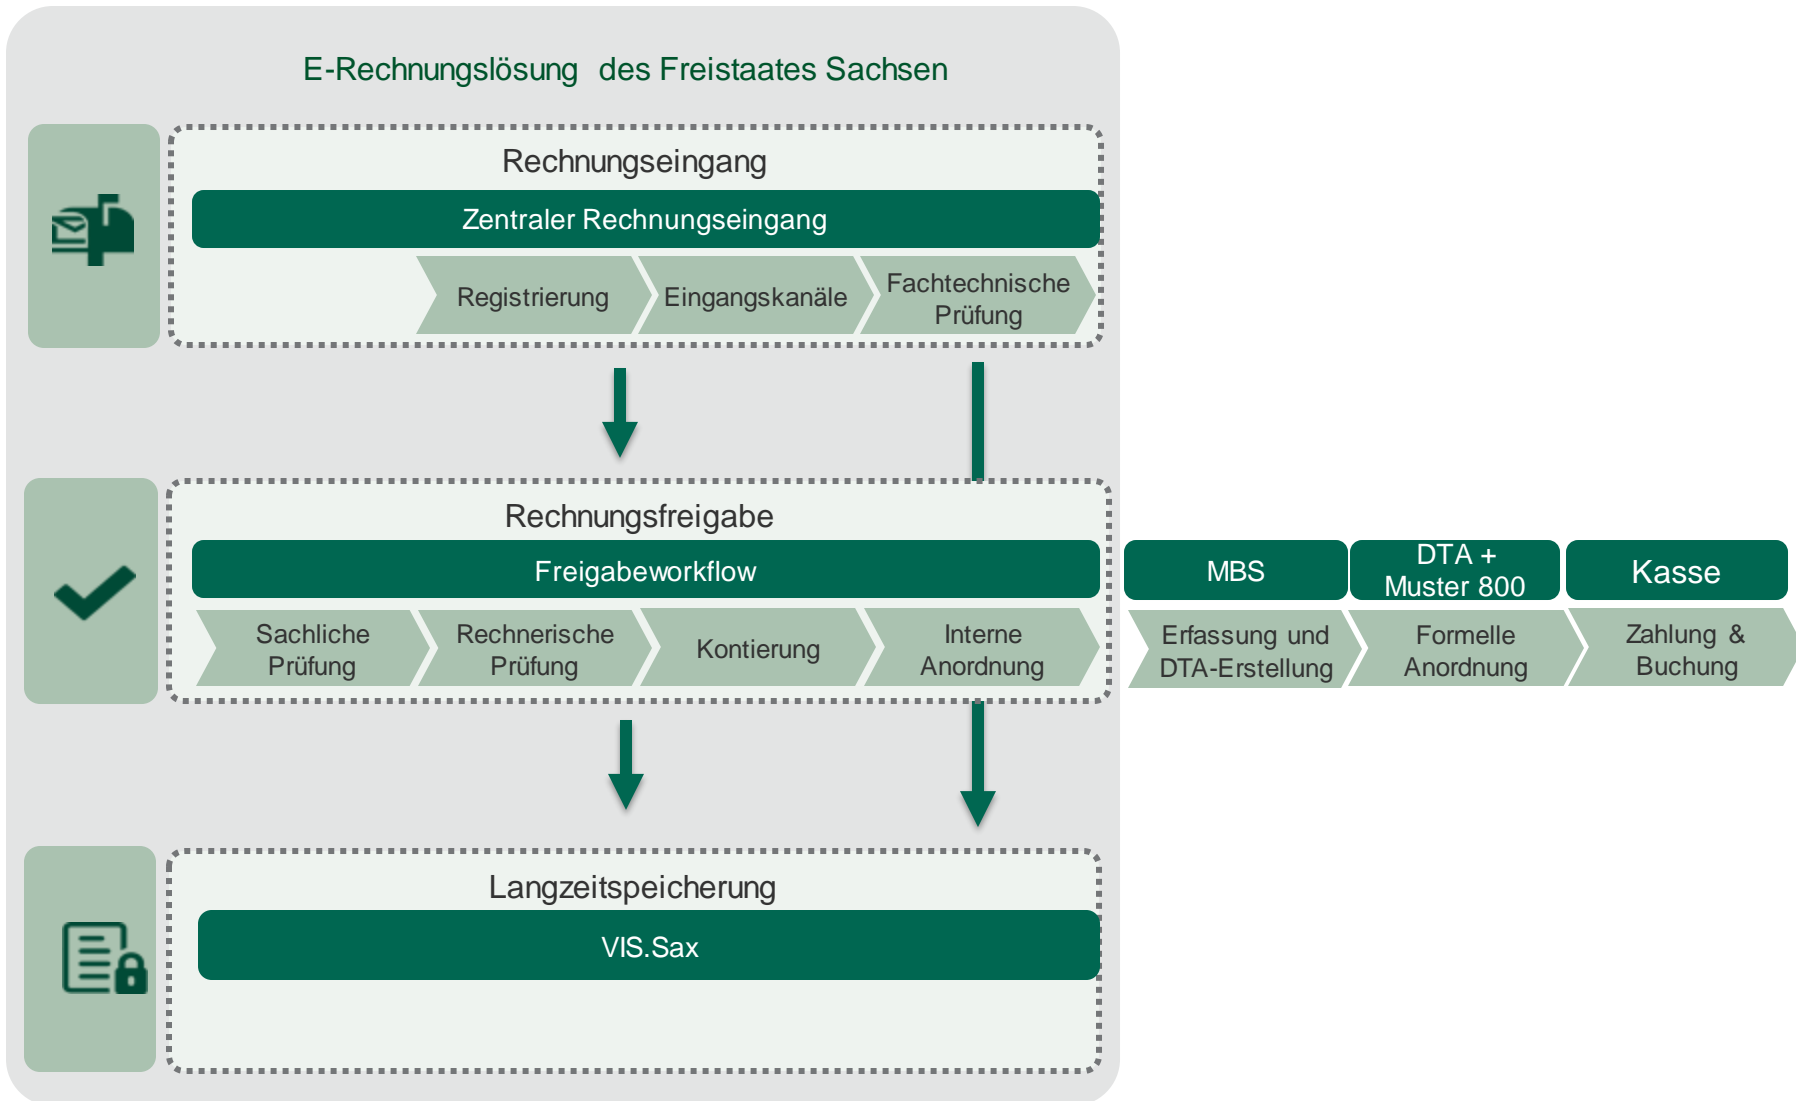 E-Rechnungslösung des Freistaates Sachsen
Rechnungseingang
Zentraler Rechnungseingang
Registrierung
Eingangskanäle
Fachtechnische
Prüfung
Rechnungsfreigabe
Freigabeworkflow
Sachliche
Prüfung
Rechnerische
Prüfung
Kontierung
Interne
Anordnung
MBS
DTA +
Muster 800
Kasse
Erfassung und
DTA-Erstellung
Formelle
Anordnung
Zahlung &
Buchung
Langzeitspeicherung
VIS.Sax